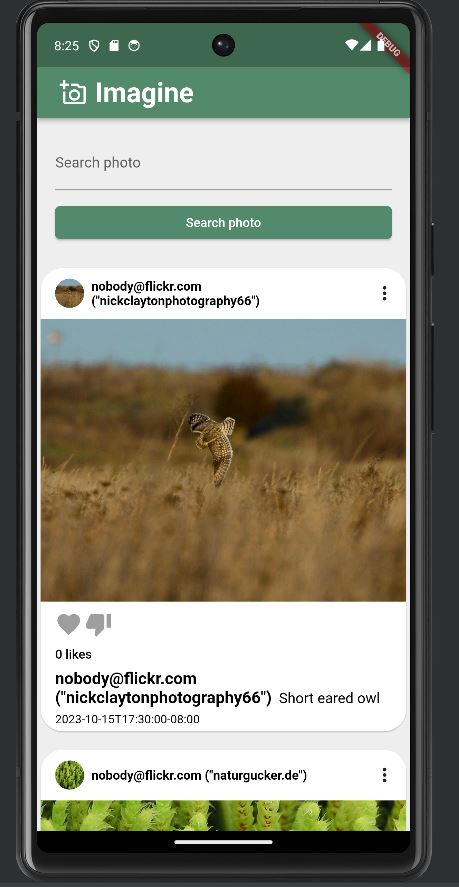 8:25
DEBUG
Imagine
Search photo
Search photo
nobody@flickr.com
("nickclaytonphotography66")
0 likes
nobody@flickr.com
("nickclaytonphotography66") Short eared owl
2023-10-15T17:30:00-08:00
nobody@flickr.com ("naturgucker.de")